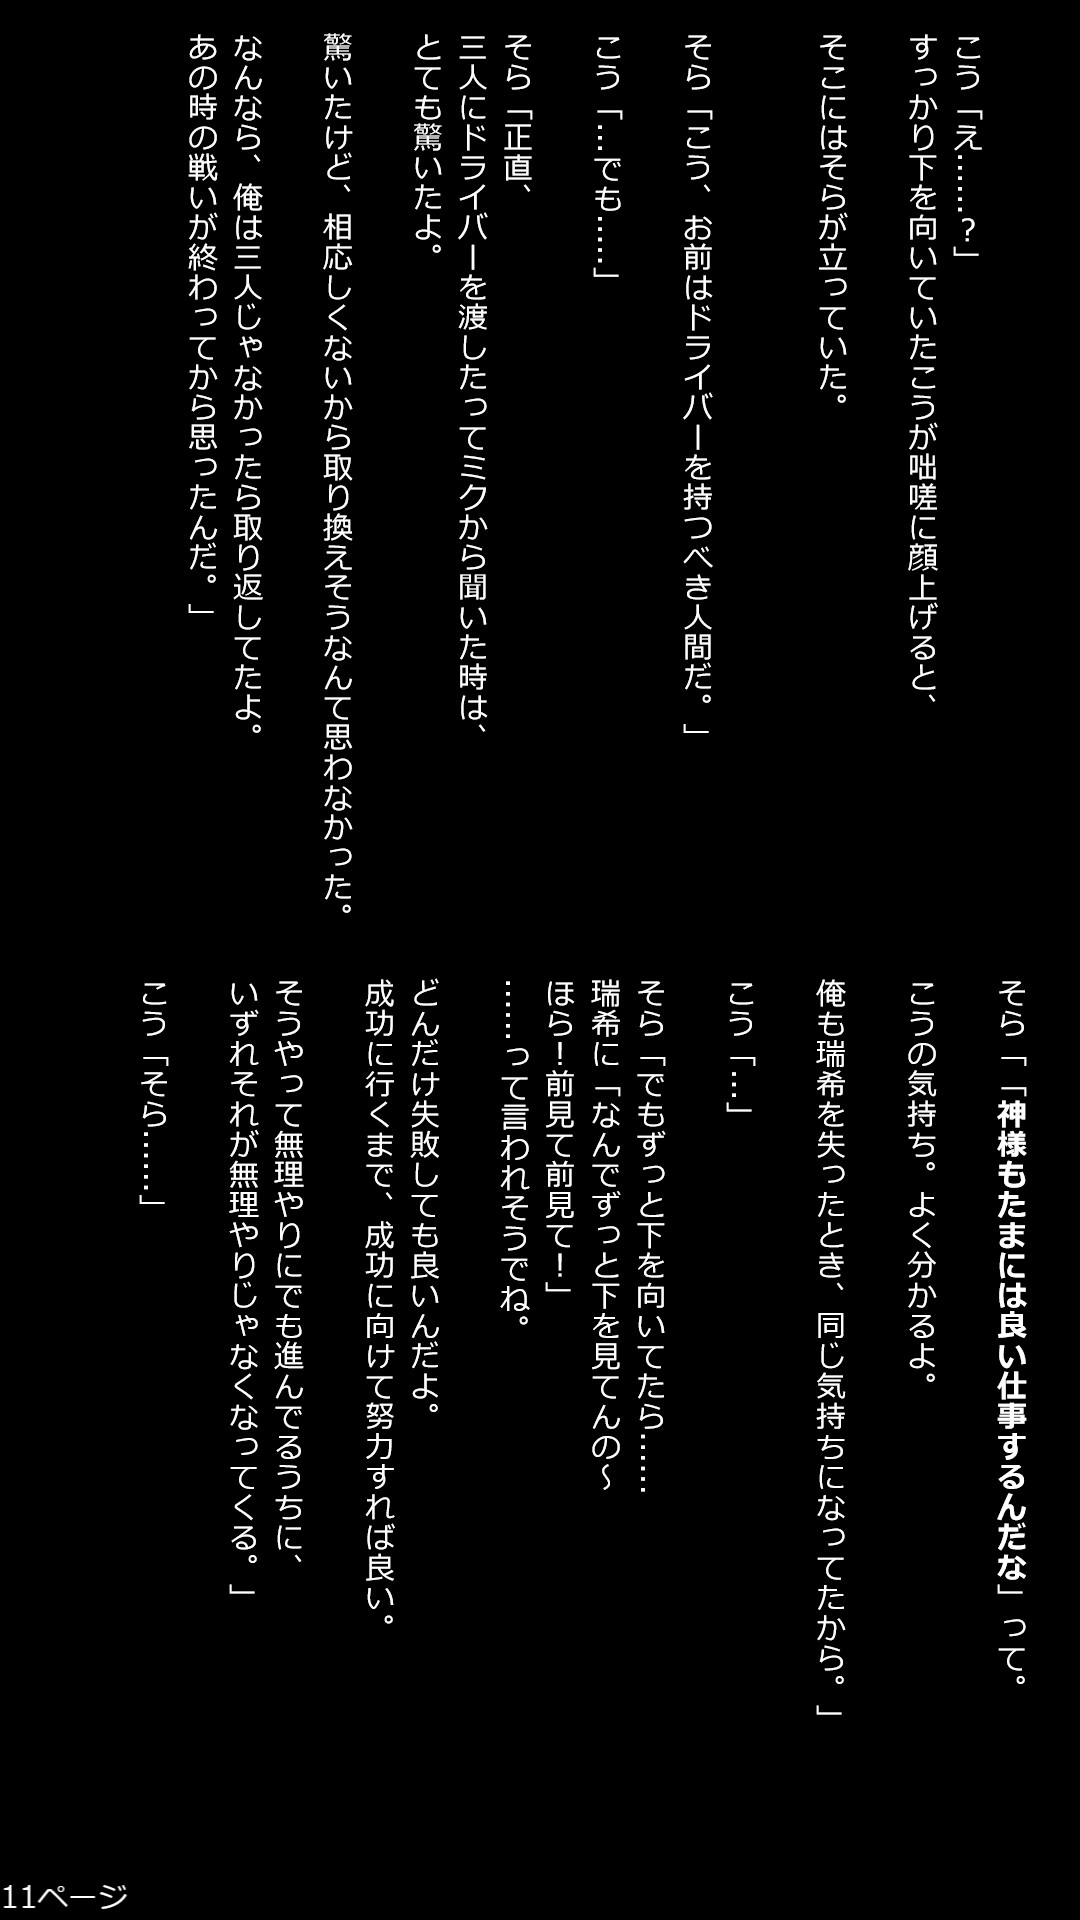 こう「え……?」
すっかり下を向いていたこうが咄嗟に顔上げると、
そこにはそらが立っていた。
そら「こう、お前はドライバーを持つべき人間だ。」
こう「…でも……」
そら「正直、
三人にドライバーを渡したってミクから聞いた時は、
とても驚いたよ。
驚いたけど、相応しくないから取り換えそうなんて思わなかった。
なんなら、俺は三人じゃなかったら取り返してたよ。
あの時の戦いが終わってから思ったんだ。」
そら「「神様もたまには良い仕事するんだな」って。
こうの気持ち。よく分かるよ。
俺も瑞希を失ったとき、同じ気持ちになってたから。」
こう「…」
そら「でもずっと下を向いてたら……
瑞希に「なんでずっと下を見てんの〜
ほら！前見て前見て！」
……って言われそうでね。
どんだけ失敗しても良いんだよ。
成功に行くまで、成功に向けて努力すれば良い。
そうやって無理やりにでも進んでるうちに、
いずれそれが無理やりじゃなくなってくる。」
こう「そら……」
11ページ